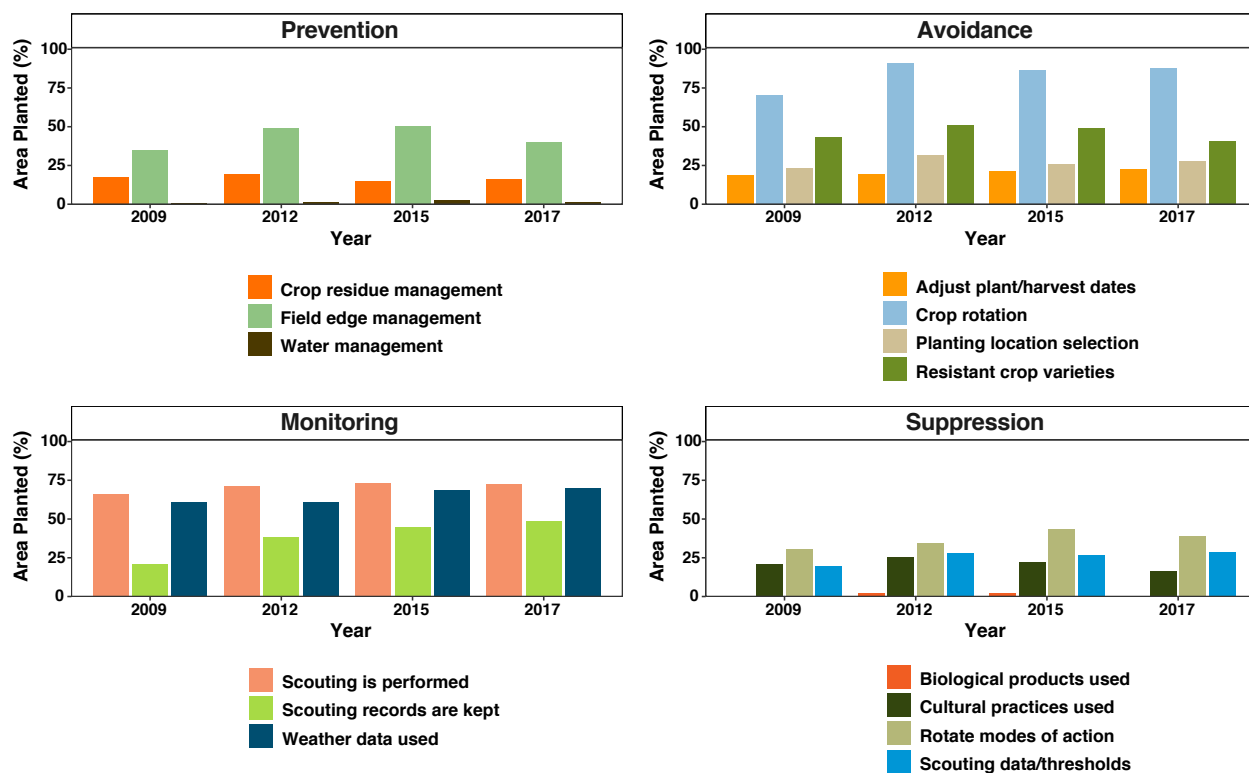 Prevention
Area Planted (%)
100
75
50
25
0
2009 2012 2015 2017
Year
Crop residue management
Field edge management
Water management
Avoidance
Area Planted (%)
100
75
50
25
0
2009 2012 2015 2017
Year
Adjust plant/harvest dates
Crop rotation
Planting location selection
Resistant crop varieties
Monitoring
Area Planted (%)
100
75
50
25
0
2009 2012 2015 2017
Year
Scouting is performed
Scouting records are kept
Weather data used
Suppression
Area Planted (%)
100
75
50
25
0
2009 2012 2015 2017
Year
Biological products used
Cultural practices used
Rotate modes of action
Scouting data/thresholds